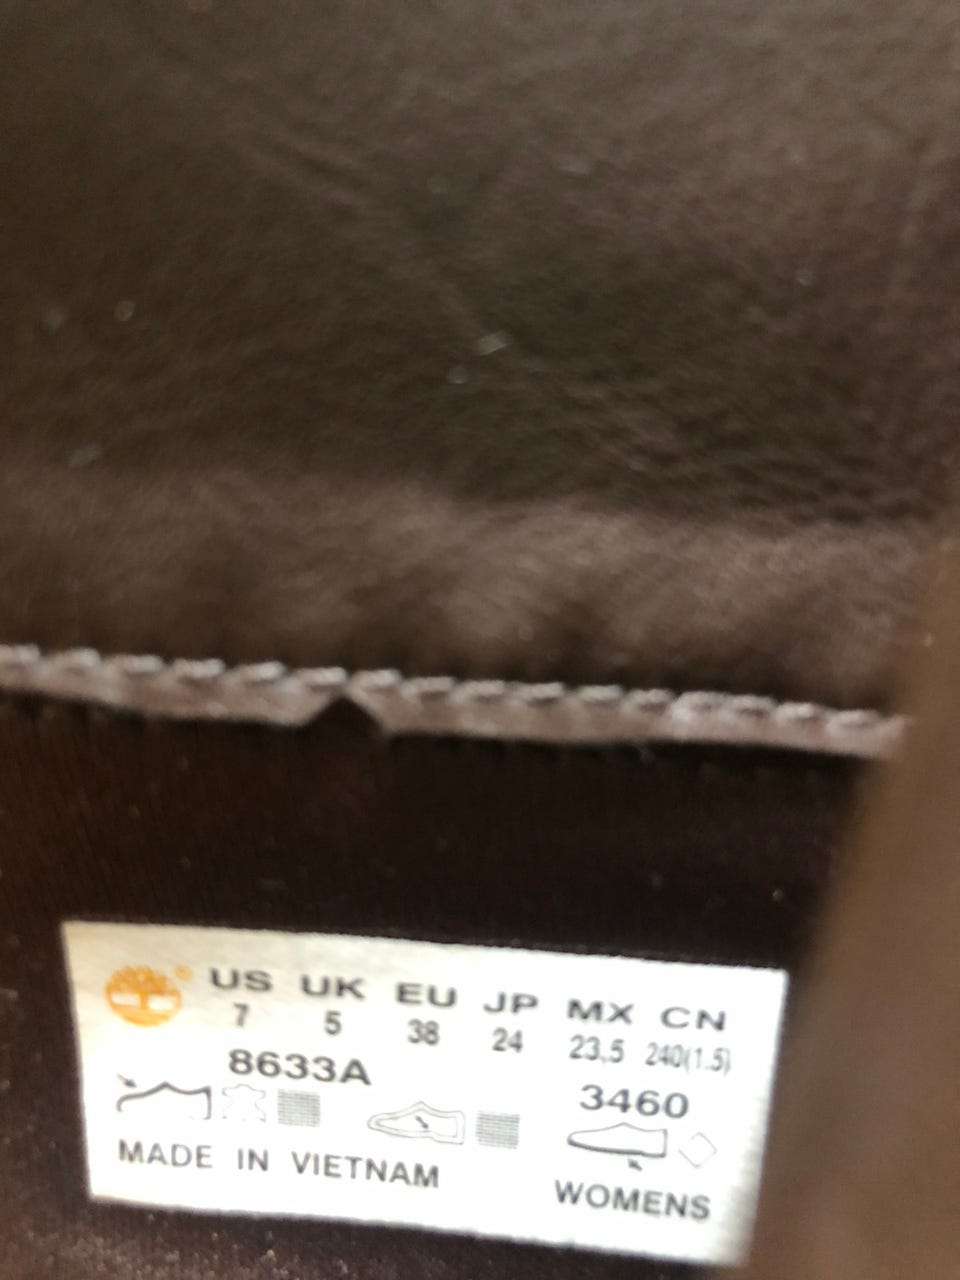 ® US UK EU JP MX CN
7 5 38 24 23,5 240(1.5)
8633A
3460
MADE IN VIETNAM
WOMENS